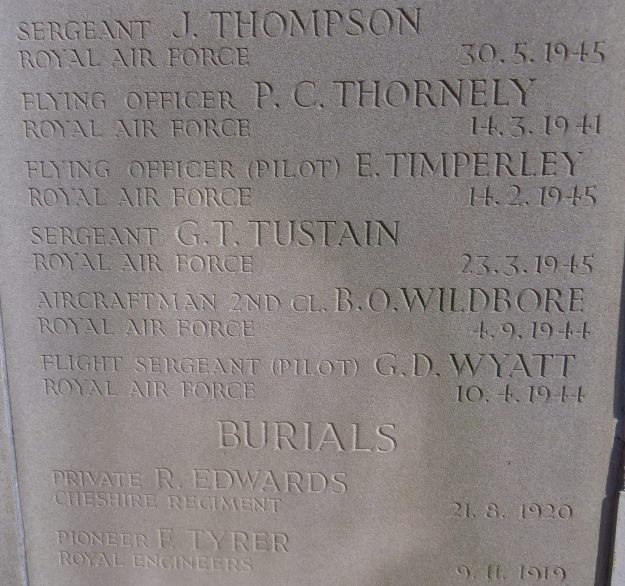 SERGEANT J. THOMPSON
ROYAL AIR FORCE 30.5.1945
FLYING OFFICER P. C. THORNELY
ROYAL AIR FORCE 14.3.1941
FLYING OFFICER (PILOT) E. TIMPERLEY
ROYAL AIR FORCE 14.2.1945
SERGEANT G. T. TUSTAIN
ROYAL AIR FORCE 23.3.1945
AIRCRAFTMAN 2ND CL. B. O. WILDBORE
ROYAL AIR FORCE 4.9.1944
FLIGHT SERGEANT (PILOT) G. D. WYATT
ROYAL AIR FORCE 10.4.1944
BURIALS
PRIVATE R. EDWARDS
CHESHIRE REGIMENT 21.8.1920
PIONEER F. TYRER
ROYAL ENGINEERS 9.11.1919